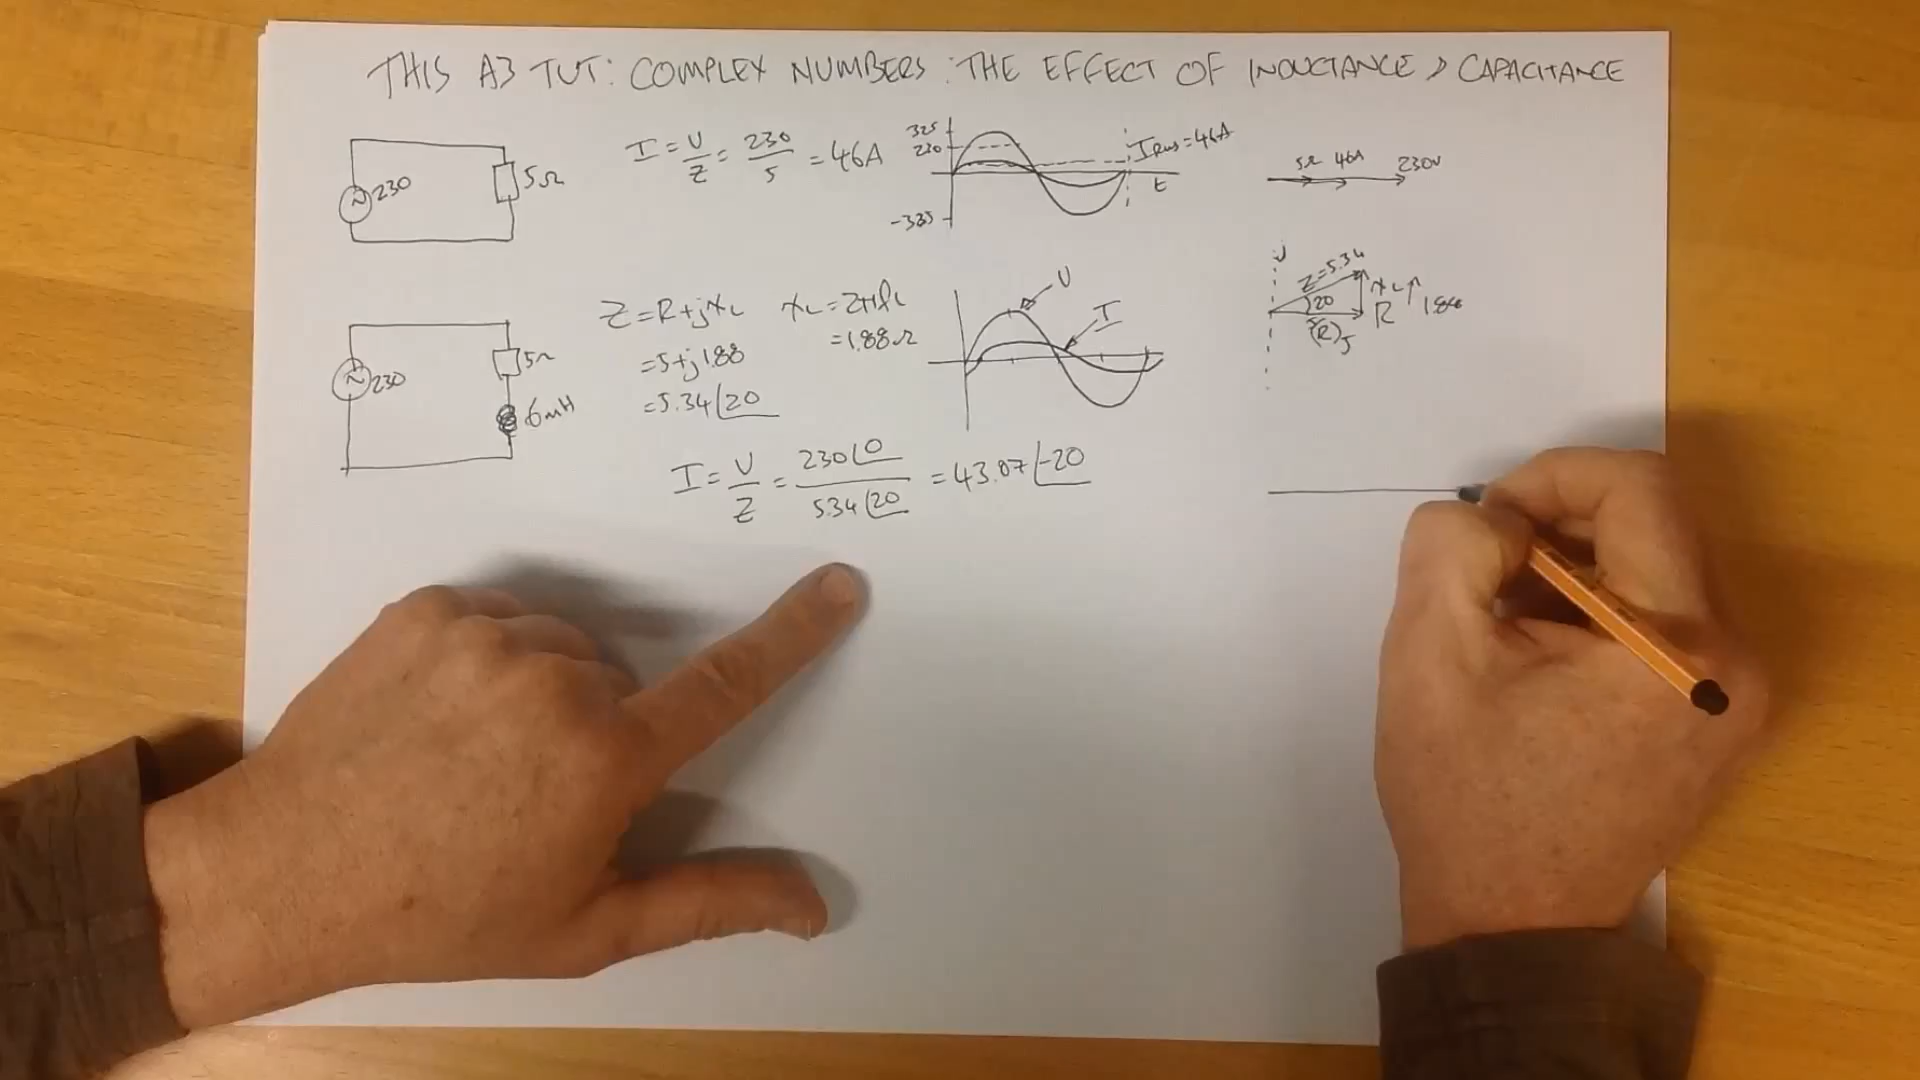 THIS A3 TUT: COMPLEX NUMBERS: THE EFFECT OF INDUCTANCE & CAPACITANCE
~ 230
5Ω
I = V/Z = 230/5 = 46A
325
230
-325
IRMS = 46A
t
5Ω 46A 230V
~ 230
5Ω
6mH
Z = R + jXL
= 5 + j1.88
= 5.34∠20
XL = 2πfL
= 1.88Ω
V
I
J
Z = 5.34
20
XL
R
1.88
(R) 5
I = V/Z = 230∠0 / 5.34∠20 = 43.07∠-20